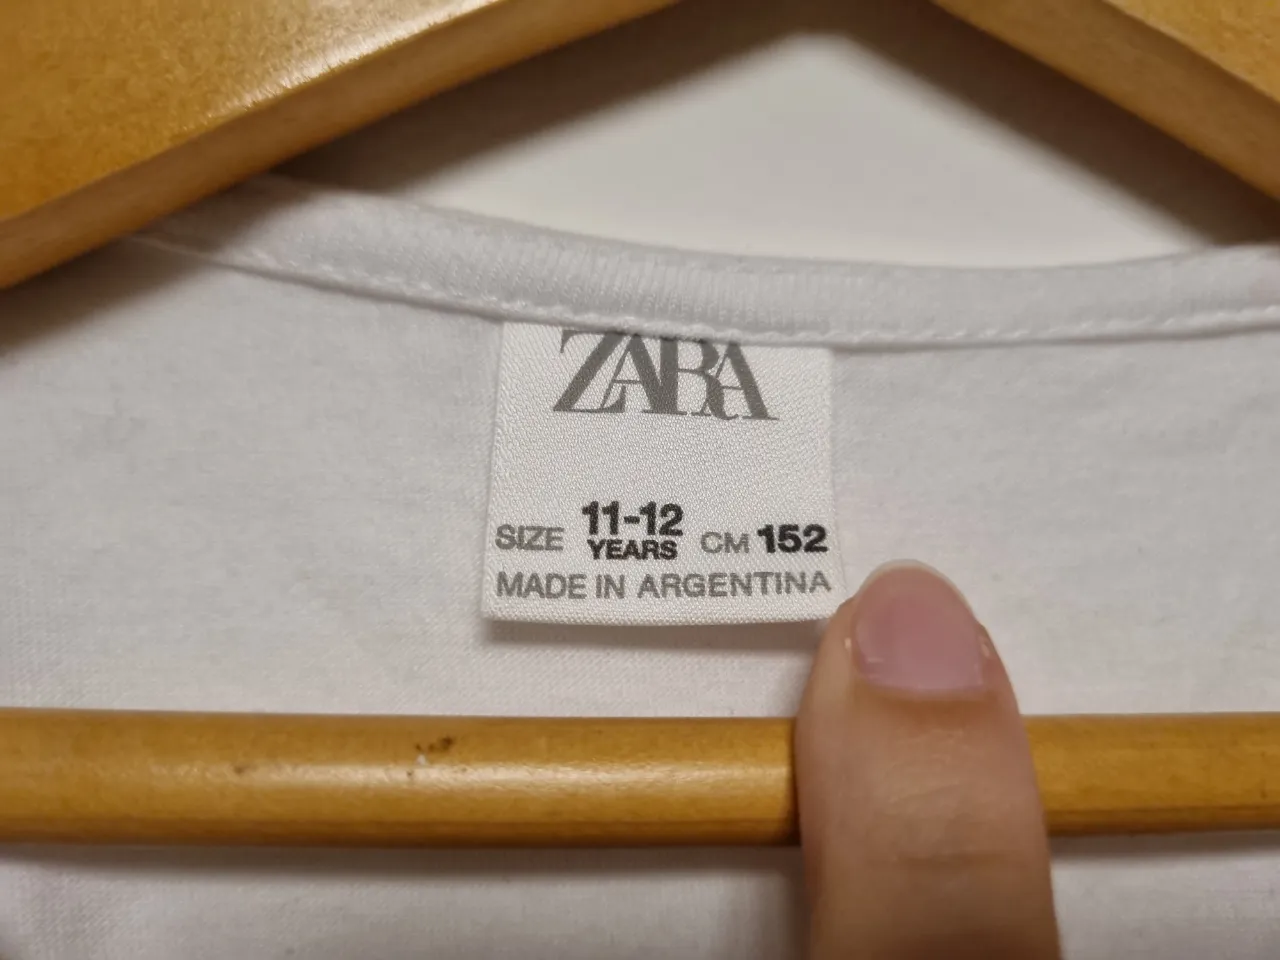 ZARA
SIZE 11-12 YEARS CM 152
MADE IN ARGENTINA